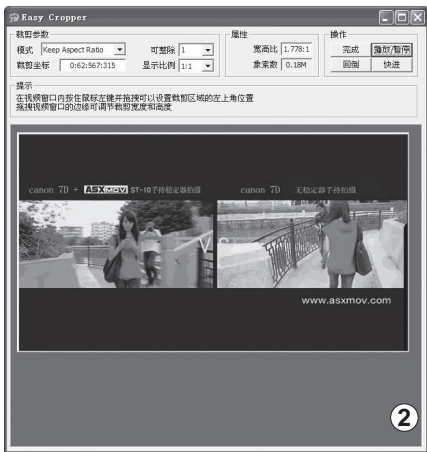 Easy Cropper
裁剪参数
模式 Keep Aspect Ratio 可整除 1
裁剪坐标 0:62:567:315 显示比例 1:1
属性
宽高比 1.778:1
象素数 0.18M
操作
完成 播放/暂停
回倒 快进
提示
在视频窗口内按住鼠标左键并拖拽可以设置裁剪区域的左上角位置
拖拽视频窗口的边缘可调节裁剪宽度和高度
canon 7D + ASXMOV ST-10手持稳定器拍摄
canon 7D 无稳定器手持拍摄
VS
www.asxmov.com
2